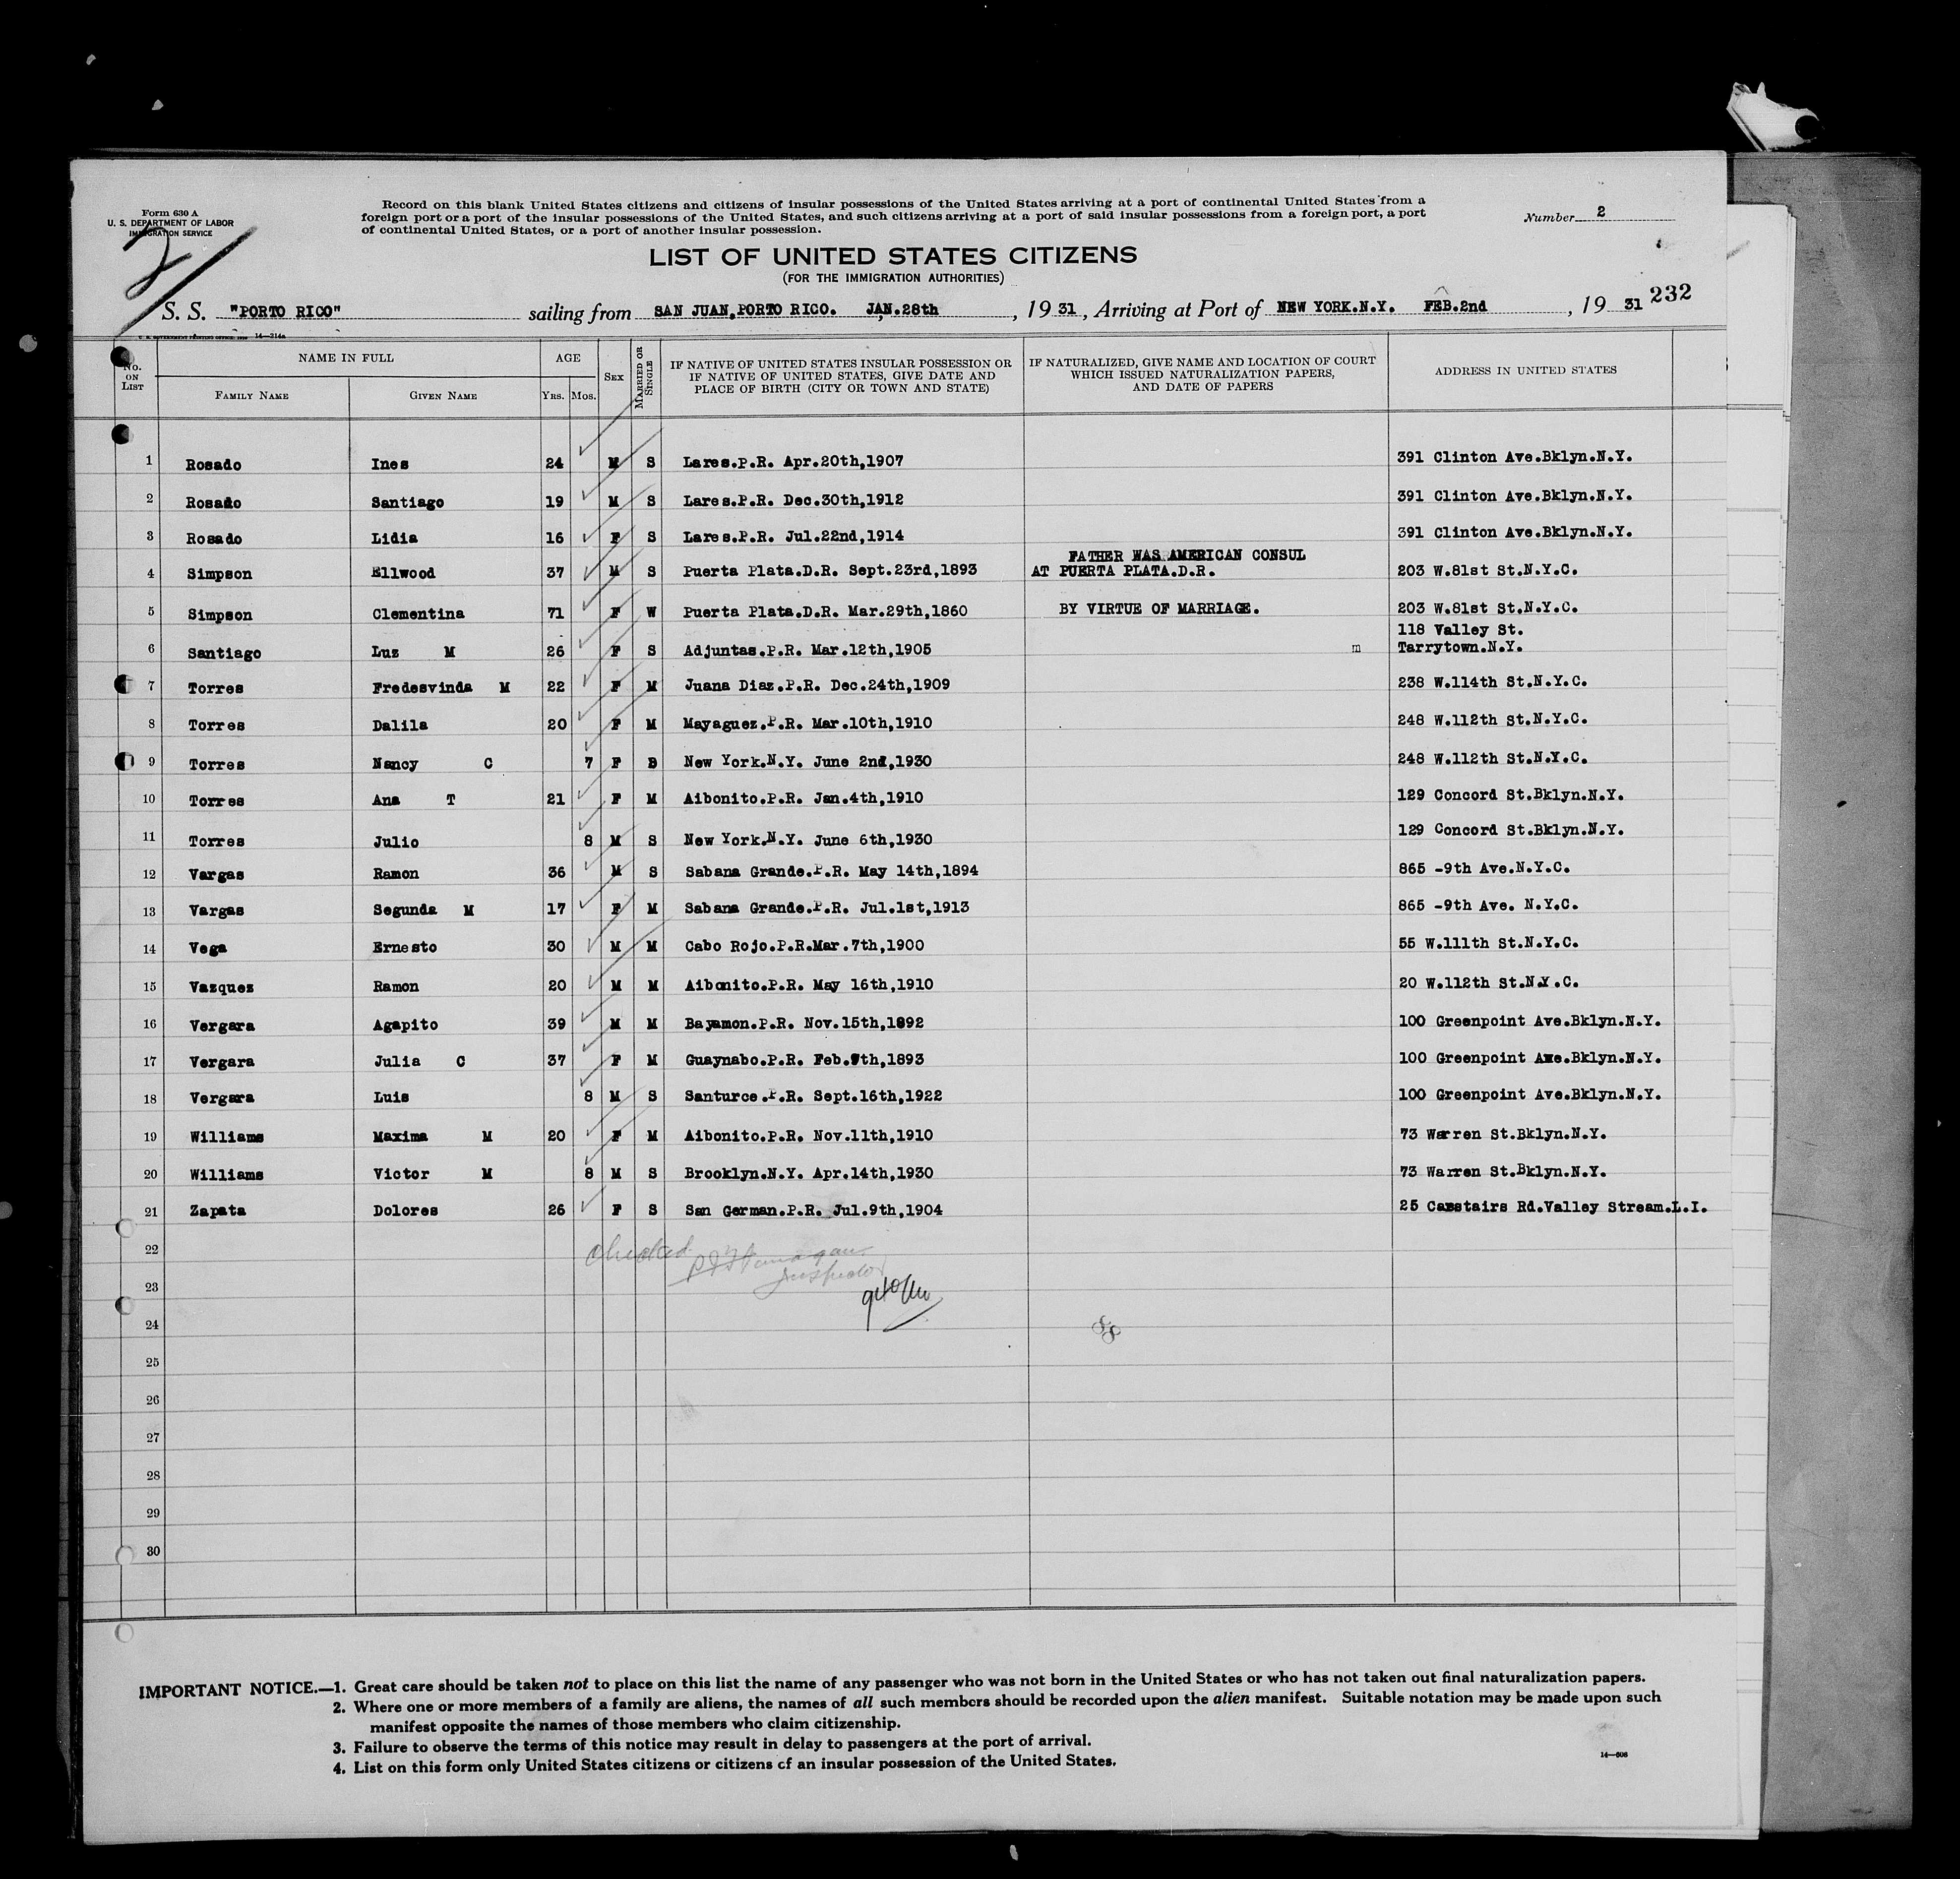 Form 630 A
U. S. DEPARTMENT OF LABOR
IMMIGRATION SERVICE
2
Record on this blank United States citizens and citizens of insular possessions of the United States arriving at a port of continental United States from a
foreign port or a port of the insular possessions of the United States, and such citizens arriving at a port of said insular possessions from a foreign port, a port
of continental United States, or a port of another insular possession.
Number 2
LIST OF UNITED STATES CITIZENS
(FOR THE IMMIGRATION AUTHORITIES)
S. S. "PORTO RICO" sailing from SAN JUAN,PORTO RICO. JAN.28th, 19 31, Arriving at Port of NEW YORK.N.Y. FEB.2nd, 19 31 232
14—214a
No. ON LIST NAME IN FULL FAMILY NAME GIVEN NAME AGE YRS. MOS. SEX MARRIED OR SINGLE IF NATIVE OF UNITED STATES INSULAR POSSESSION OR IF NATIVE OF UNITED STATES, GIVE DATE AND PLACE OF BIRTH (CITY OR TOWN AND STATE) IF NATURALIZED, GIVE NAME AND LOCATION OF COURT WHICH ISSUED NATURALIZATION PAPERS, AND DATE OF PAPERS ADDRESS IN UNITED STATES
1 Rosado Ines 24 M S Lares.P.R. Apr.20th,1907 391 Clinton Ave.Bklyn.N.Y.
2 Rosado Santiago 19 M S Lares.P.R. Dec.30th,1912 391 Clinton Ave.Bklyn.N.Y.
3 Rosado Lidia 16 F S Lares.P.R. Jul.22nd,1914 391 Clinton Ave.Bklyn.N.Y.
FATHER WAS AMERICAN CONSUL
4 Simpson Ellwood 37 M S Puerta Plata.D.R. Sept.23rd,1893 AT PUERTA PLATA.D.R. 203 W.81st St.N.Y.C.
5 Simpson Clementina 71 F W Puerta Plata.D.R. Mar.29th,1860 BY VIRTUE OF MARRIAGE. 203 W.81st St.N.Y.C.
118 Valley St.
6 Santiago Luz M 26 F S Adjuntas.P.R. Mar.12th,1905 m Tarrytown.N.Y.
7 Torres Fredesvinda M 22 F M Juana Diaz.P.R. Dec.24th,1909 238 W.114th St.N.Y.C.
8 Torres Dalila 20 F M Mayaguez.P.R. Mar.10th,1910 248 W.112th St.N.Y.C.
9 Torres Nancy C 7 F S New York.N.Y. June 2nd,1930 248 W.112th St.N.Y.C.
10 Torres Ana T 21 F M Aibonito.P.R. Jan.4th,1910 129 Concord St.Bklyn.N.Y.
11 Torres Julio 8 M S New York.N.Y. June 6th,1930 129 Concord St.Bklyn.N.Y.
12 Vargas Ramon 36 M S Sabana Grande.P.R. May 14th,1894 865 -9th Ave.N.Y.C.
13 Vargas Segunda M 17 F M Sabana Grande.P.R. Jul.1st,1913 865 -9th Ave. N.Y.C.
14 Vega Ernesto 30 M M Cabo Rojo.P.R.Mar.7th,1900 55 W.111th St.N.Y.C.
15 Vazquez Ramon 20 M M Aibonito.P.R. May 16th,1910 20 W.112th St.N.Y.C.
16 Vergara Agapito 39 M M Bayamon.P.R. Nov.15th,1892 100 Greenpoint Ave.Bklyn.N.Y.
17 Vergara Julia C 37 F M Guaynabo.P.R. Feb.9th,1893 100 Greenpoint Ave.Bklyn.N.Y.
18 Vergara Luis 8 M S Santurce.P.R. Sept.16th,1922 100 Greenpoint Ave.Bklyn.N.Y.
19 Williams Maxima M 20 F M Aibonito.P.R. Nov.11th,1910 73 Warren St.Bklyn.N.Y.
20 Williams Victor M 8 M S Brooklyn.N.Y. Apr.14th,1930 73 Warren St.Bklyn.N.Y.
21 Zapata Dolores 26 F S San German.P.R. Jul.9th,1904 25 Carstairs Rd.Valley Stream.L.I.
22 checked
Inspector
23
24
25
26
27
28
29
30
IMPORTANT NOTICE.—1. Great care should be taken not to place on this list the name of any passenger who was not born in the United States or who has not taken out final naturalization papers.
2. Where one or more members of a family are aliens, the names of all such members should be recorded upon the alien manifest. Suitable notation may be made upon such
manifest opposite the names of those members who claim citizenship.
3. Failure to observe the terms of this notice may result in delay to passengers at the port of arrival.
4. List on this form only United States citizens or citizens of an insular possession of the United States.
14—608